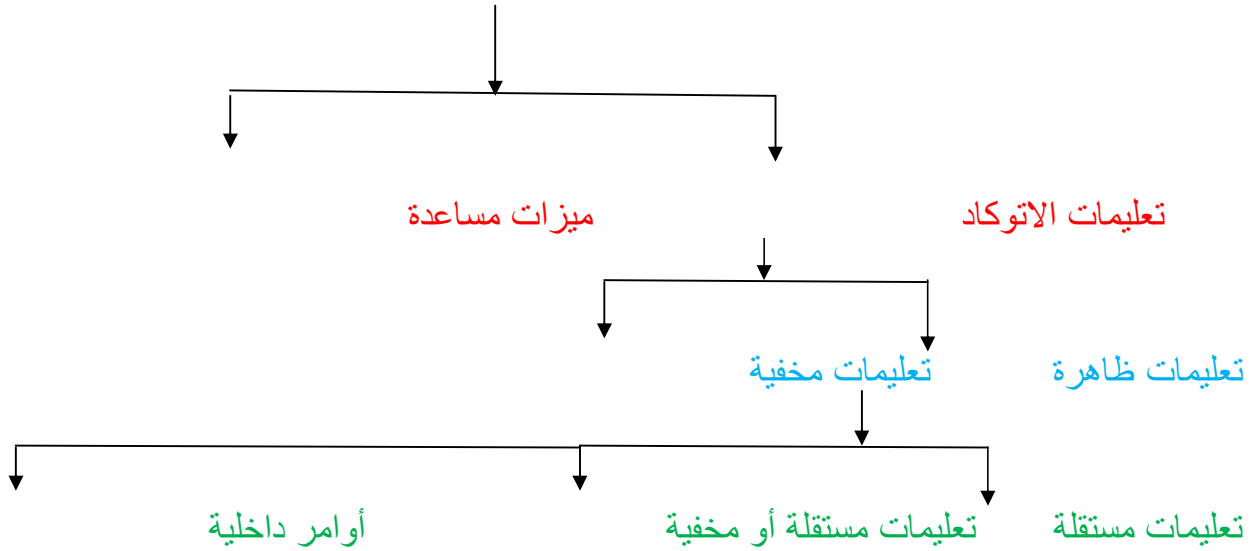 تعليمات الاتوكاد ميزات مساعدة
تعليمات ظاهرة تعليمات مخفية
تعليمات مستقلة تعليمات مستقلة أو مخفية أوامر داخلية